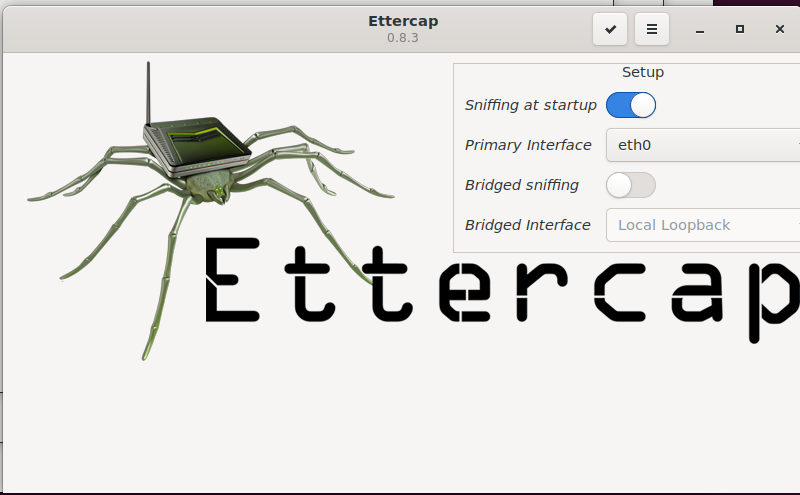 Ettercap
0.8.3
Setup
Sniffing at startup
Primary Interface eth0
Bridged sniffing
Bridged Interface Local Loopback
Ettercap